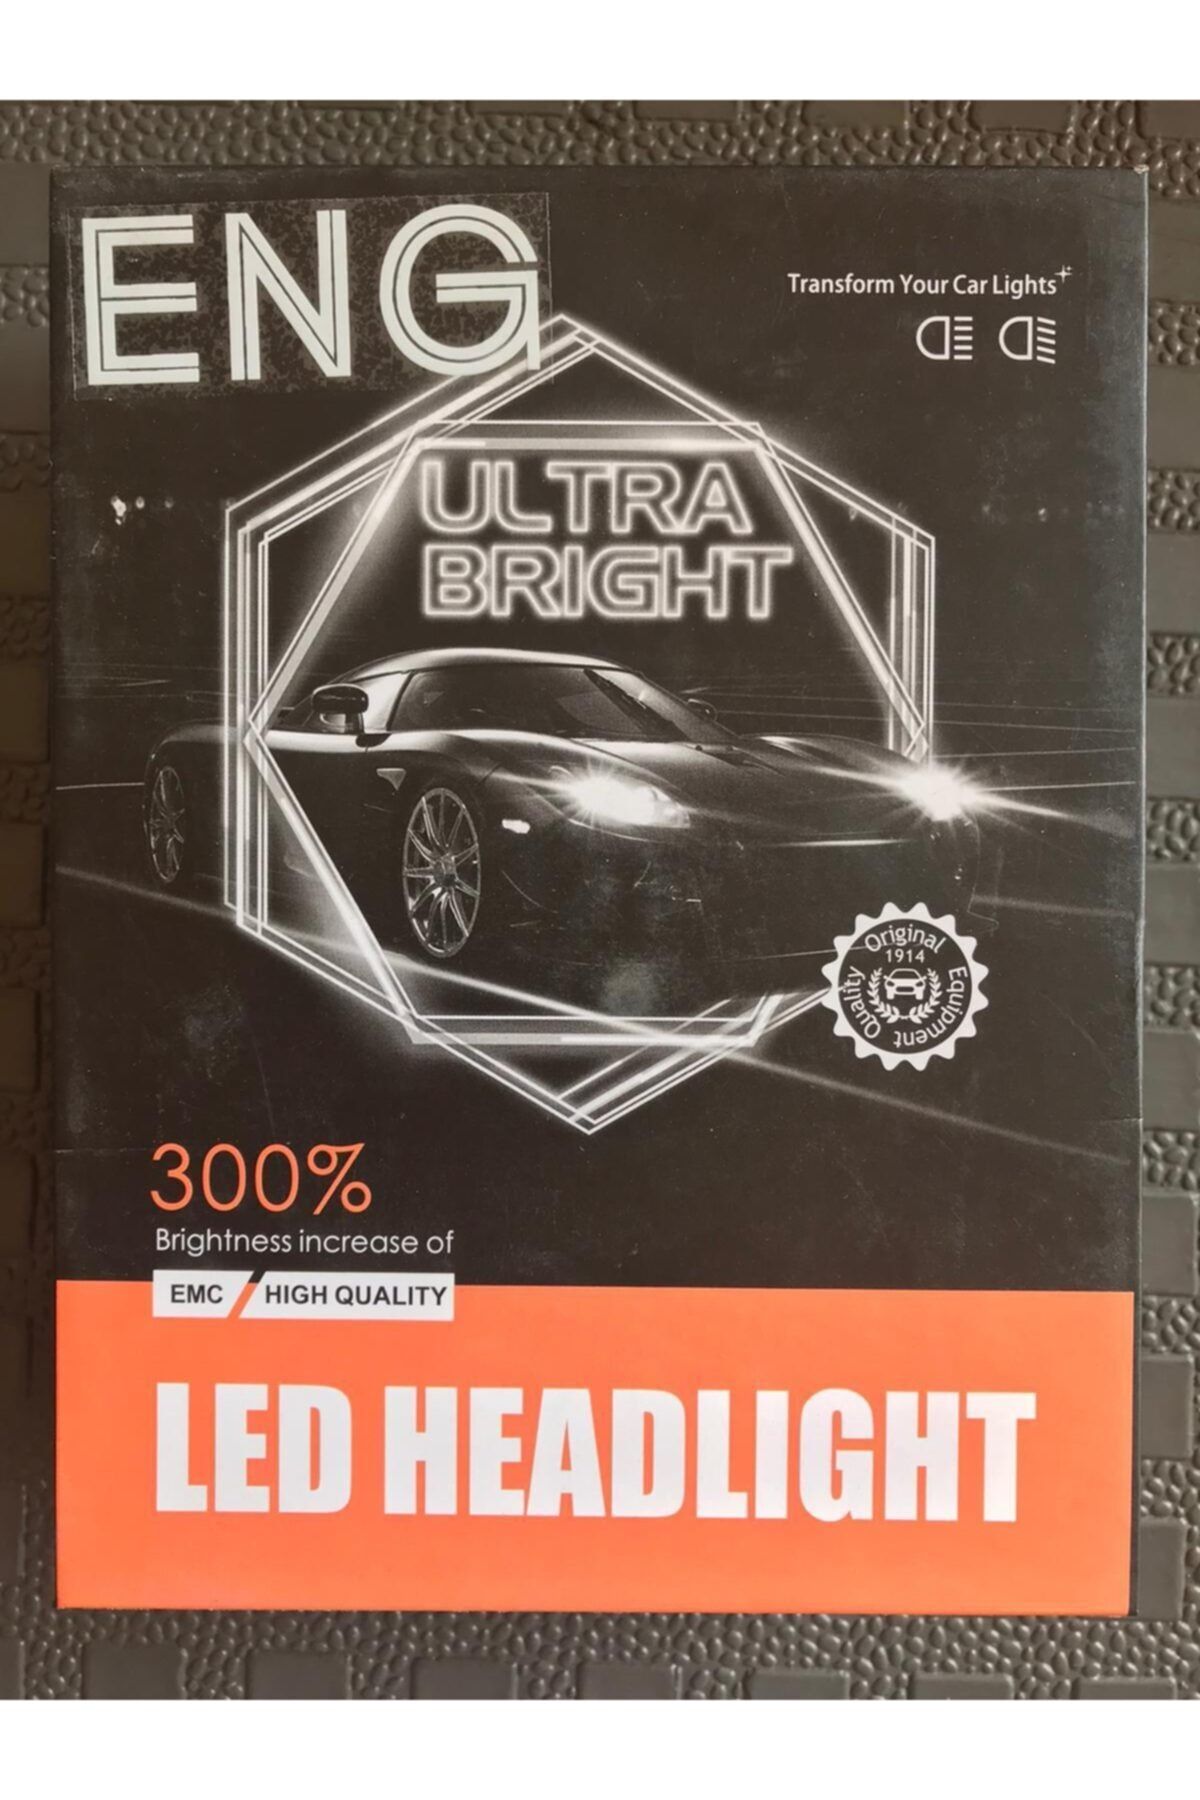 ENG
Transform Your Car Lights
ULTRA
BRIGHT
Original
1914
Equipment
Quality
300%
Brightness increase of
EMC HIGH QUALITY
LED HEADLIGHT